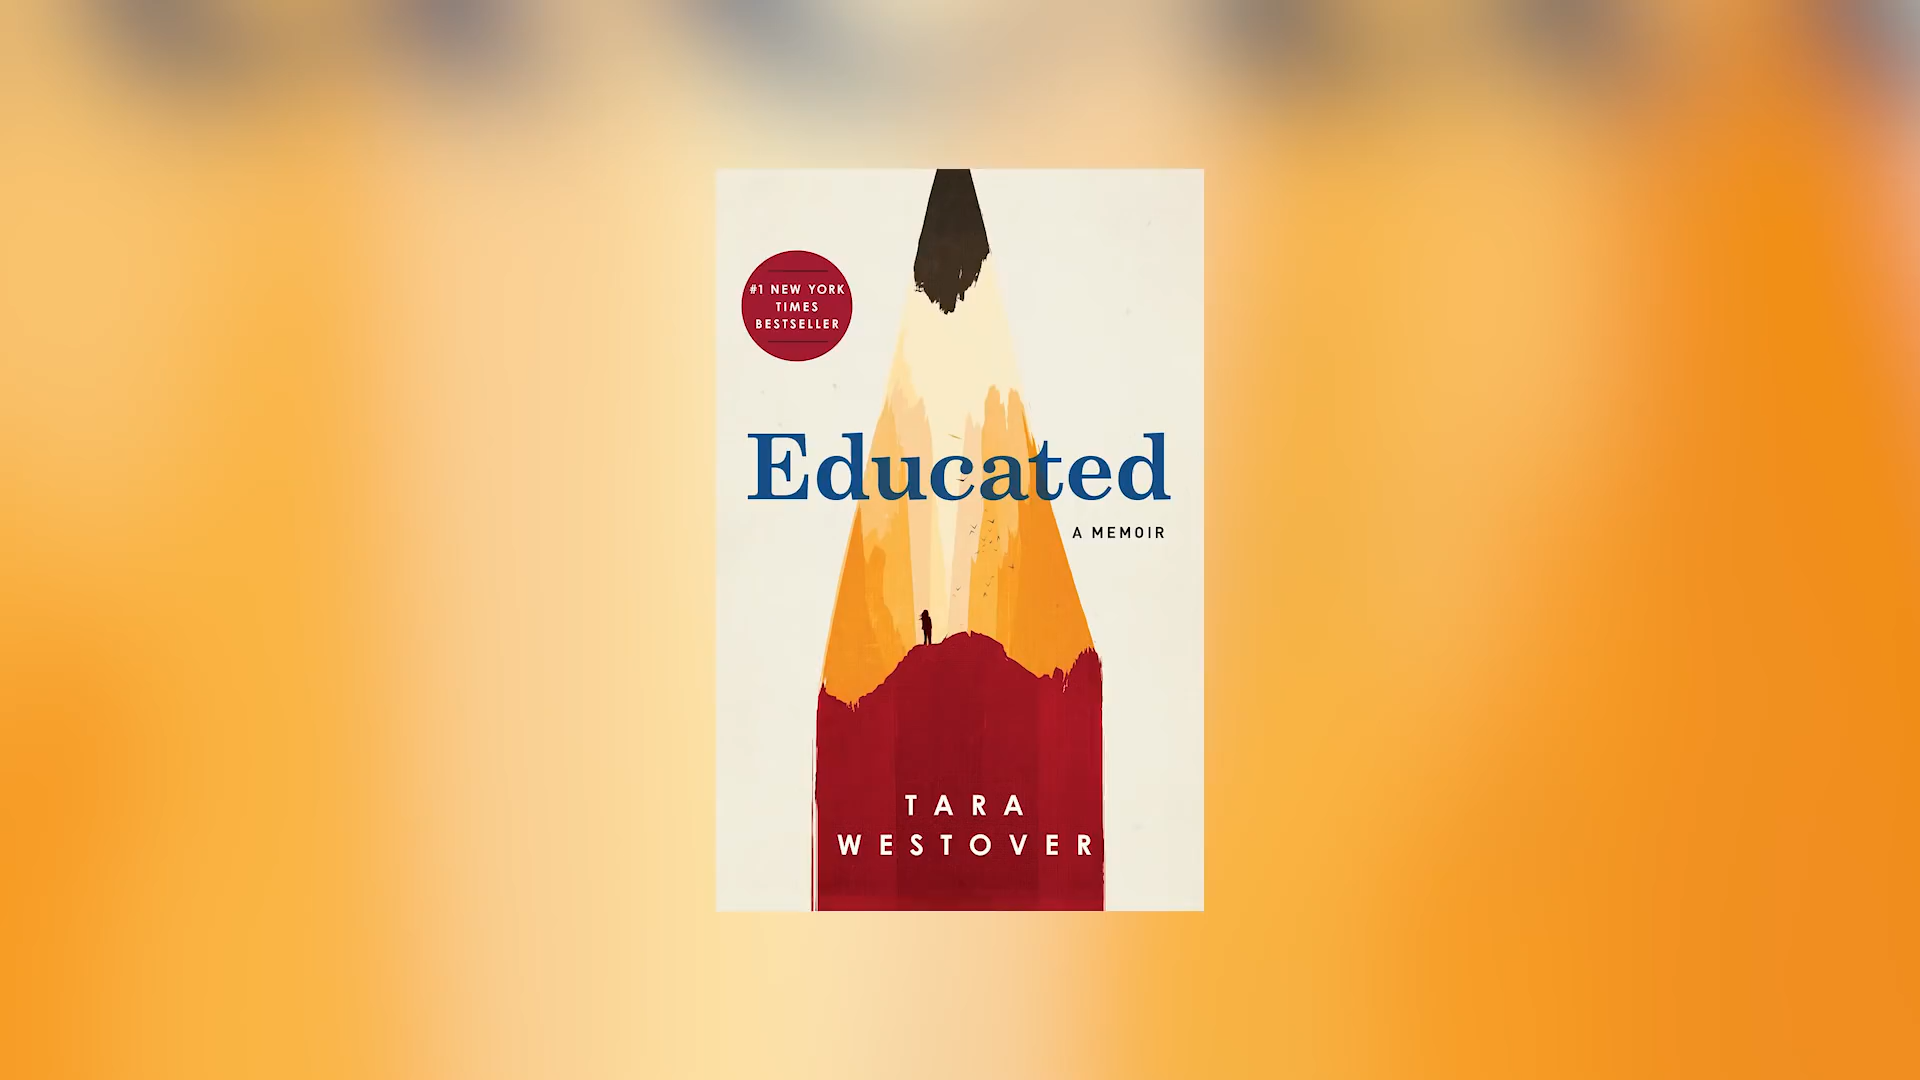 #1 NEW YORK
TIMES
BESTSELLER
Educated
A MEMOIR
TARA
WESTOVER